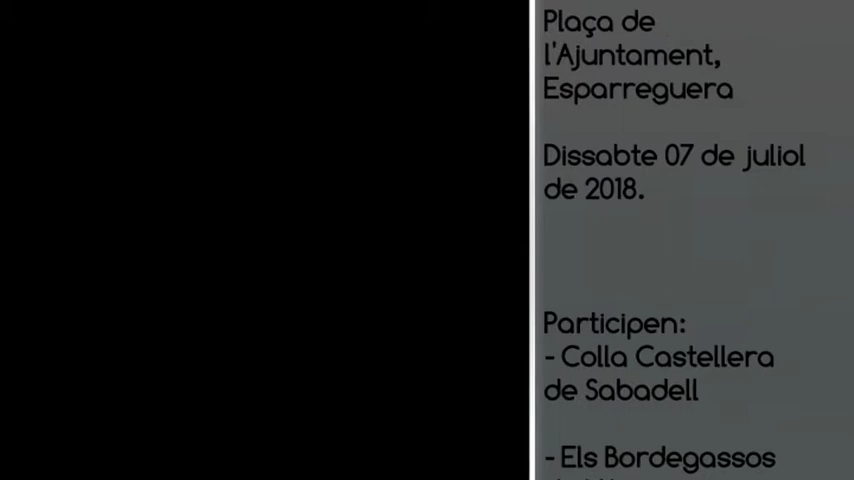 Plaça de
l'Ajuntament,
Esparreguera
Dissabte 07 de juliol
de 2018.
Participen:
- Colla Castellera
de Sabadell
- Els Bordegassos